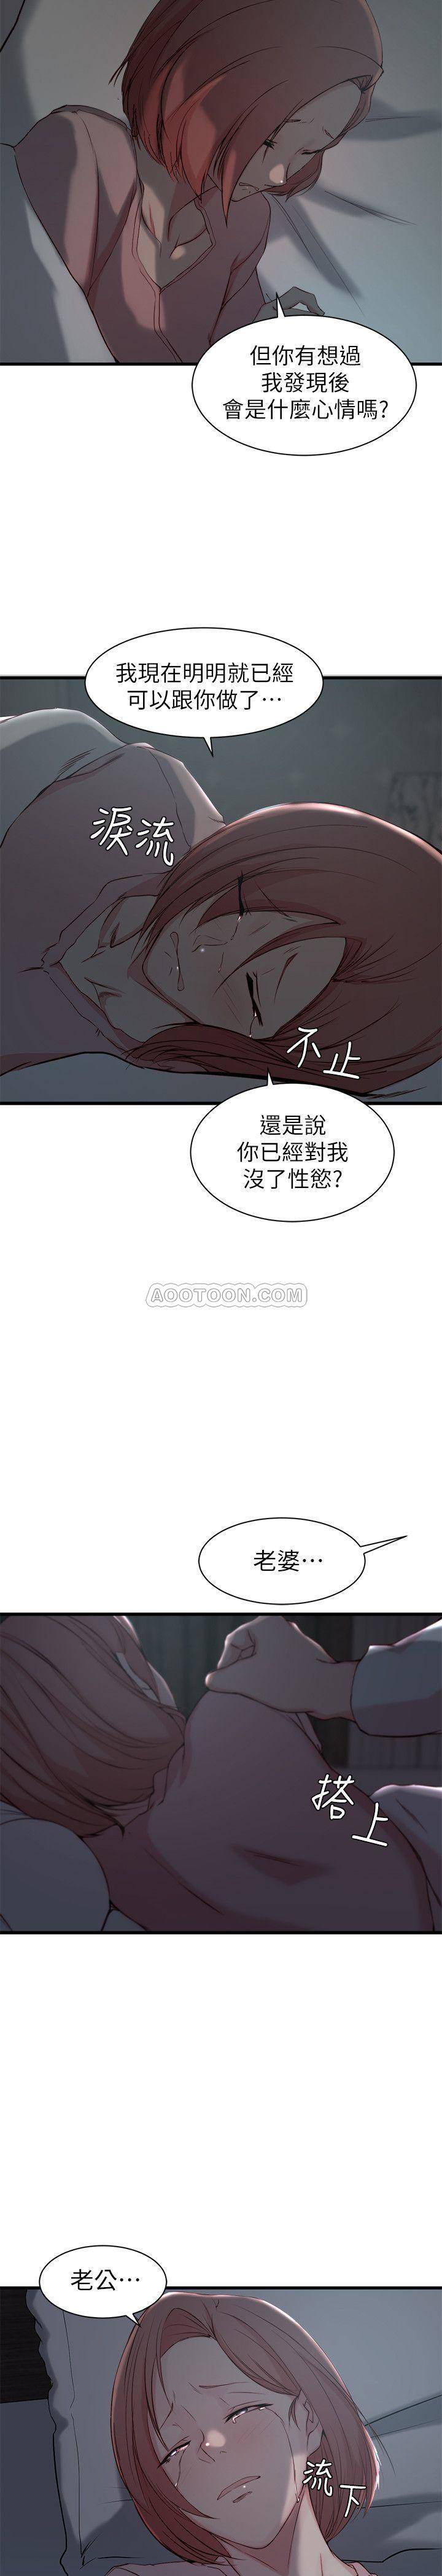 但你有想過
我發現後
會是什麼心情嗎?
我現在明明就已經
可以跟你做了…
淚流
不止
還是說
你已經對我
沒了性慾?
AOOTOON.COM
老婆…
搭上
老公…
流下